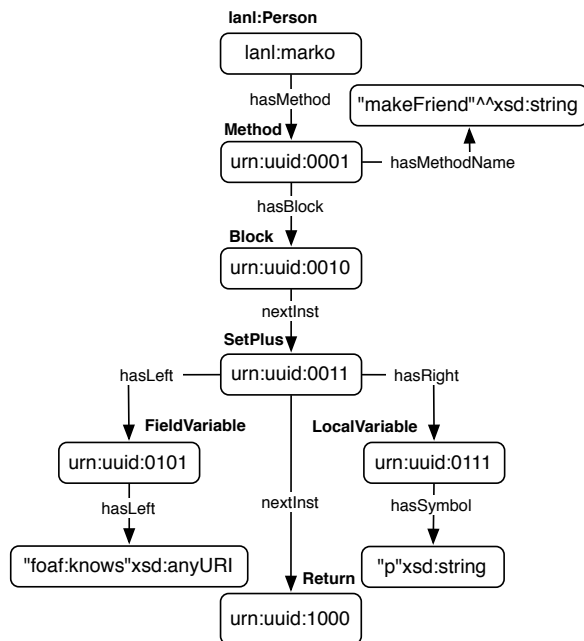 lanl:Person
lanl:marko
hasMethod
"makeFriend"^^xsd:string
Method
urn:uuid:0001
hasMethodName
hasBlock
Block
urn:uuid:0010
nextInst
SetPlus
urn:uuid:0011
hasLeft
hasRight
FieldVariable
LocalVariable
urn:uuid:0101
urn:uuid:0111
hasLeft
nextInst
hasSymbol
"foaf:knows"xsd:anyURI
"p"xsd:string
Return
urn:uuid:1000